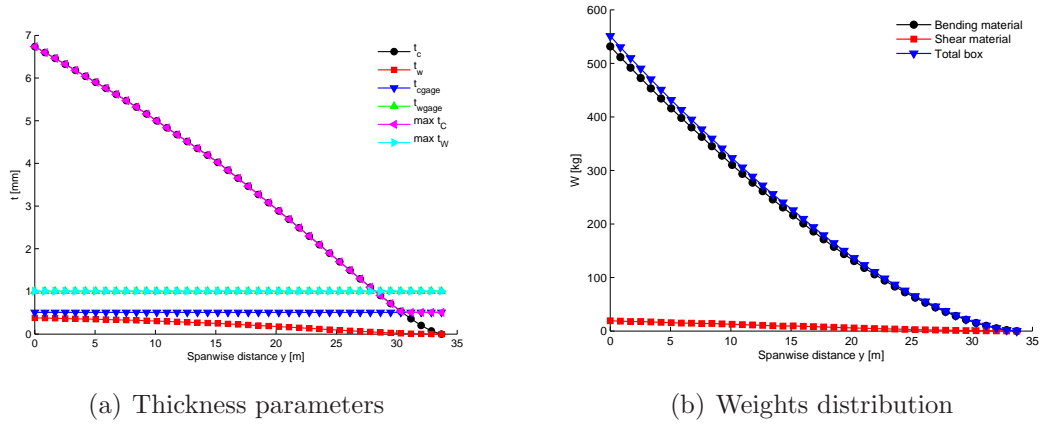 7
6
5
4
3
2
1
0
t [mm]
0 5 10 15 20 25 30 35
Spanwise distance y [m]
t_c
t_w
t_cgage
t_wgage
max t_C
max t_W
(a) Thickness parameters
600
500
400
300
200
100
0
W [kg]
0 5 10 15 20 25 30 35
Spanwise distance y [m]
Bending material
Shear material
Total box
(b) Weights distribution